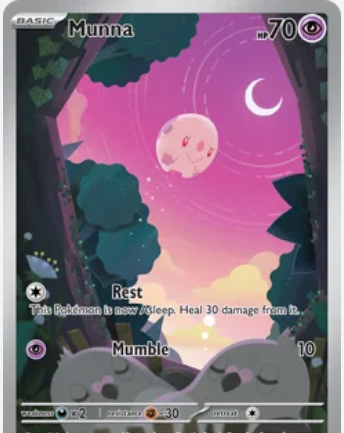 BASIC
Munna
HP70
Rest
This Pokémon is now Asleep. Heal 30 damage from it.
Mumble 10
weakness ×2 resistance -30 retreat